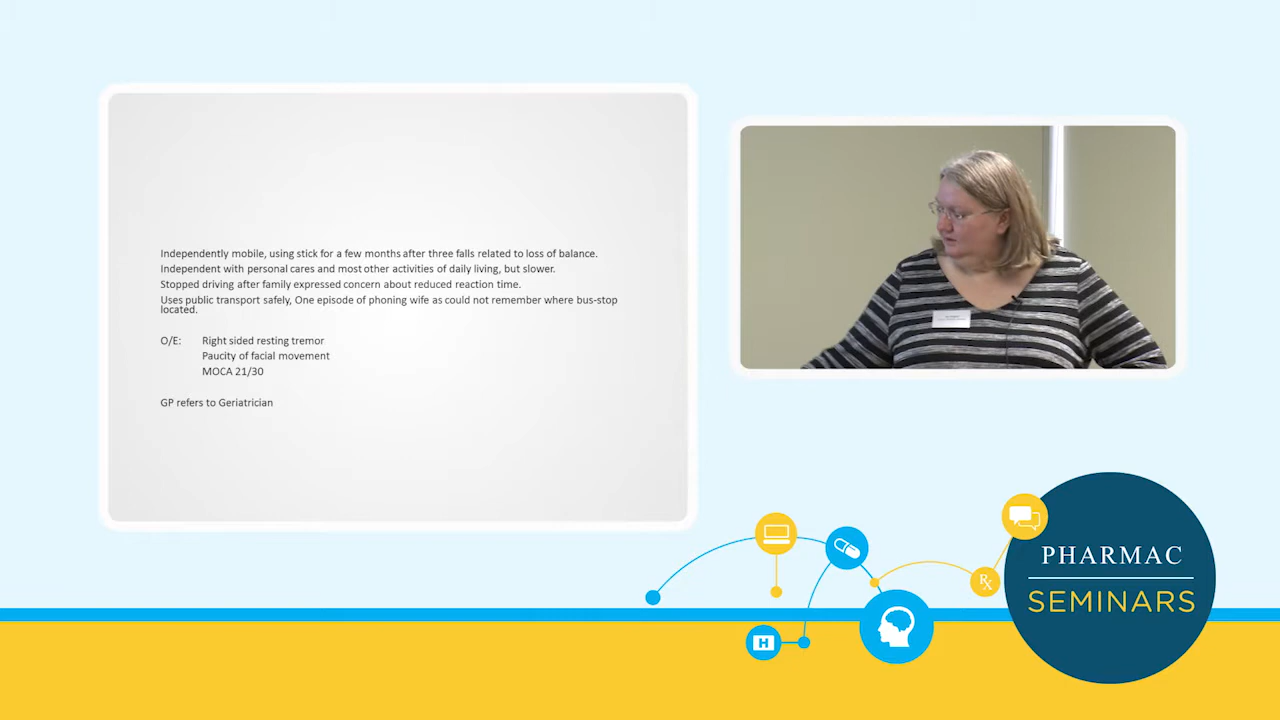 Independently mobile, using stick for a few months after three falls related to loss of balance.
Independent with personal cares and most other activities of daily living, but slower.
Stopped driving after family expressed concern about reduced reaction time.
Uses public transport safely, One episode of phoning wife as could not remember where bus-stop
located.
O/E: Right sided resting tremor
Paucity of facial movement
MOCA 21/30
GP refers to Geriatrician
H
Rx
PHARMAC
SEMINARS